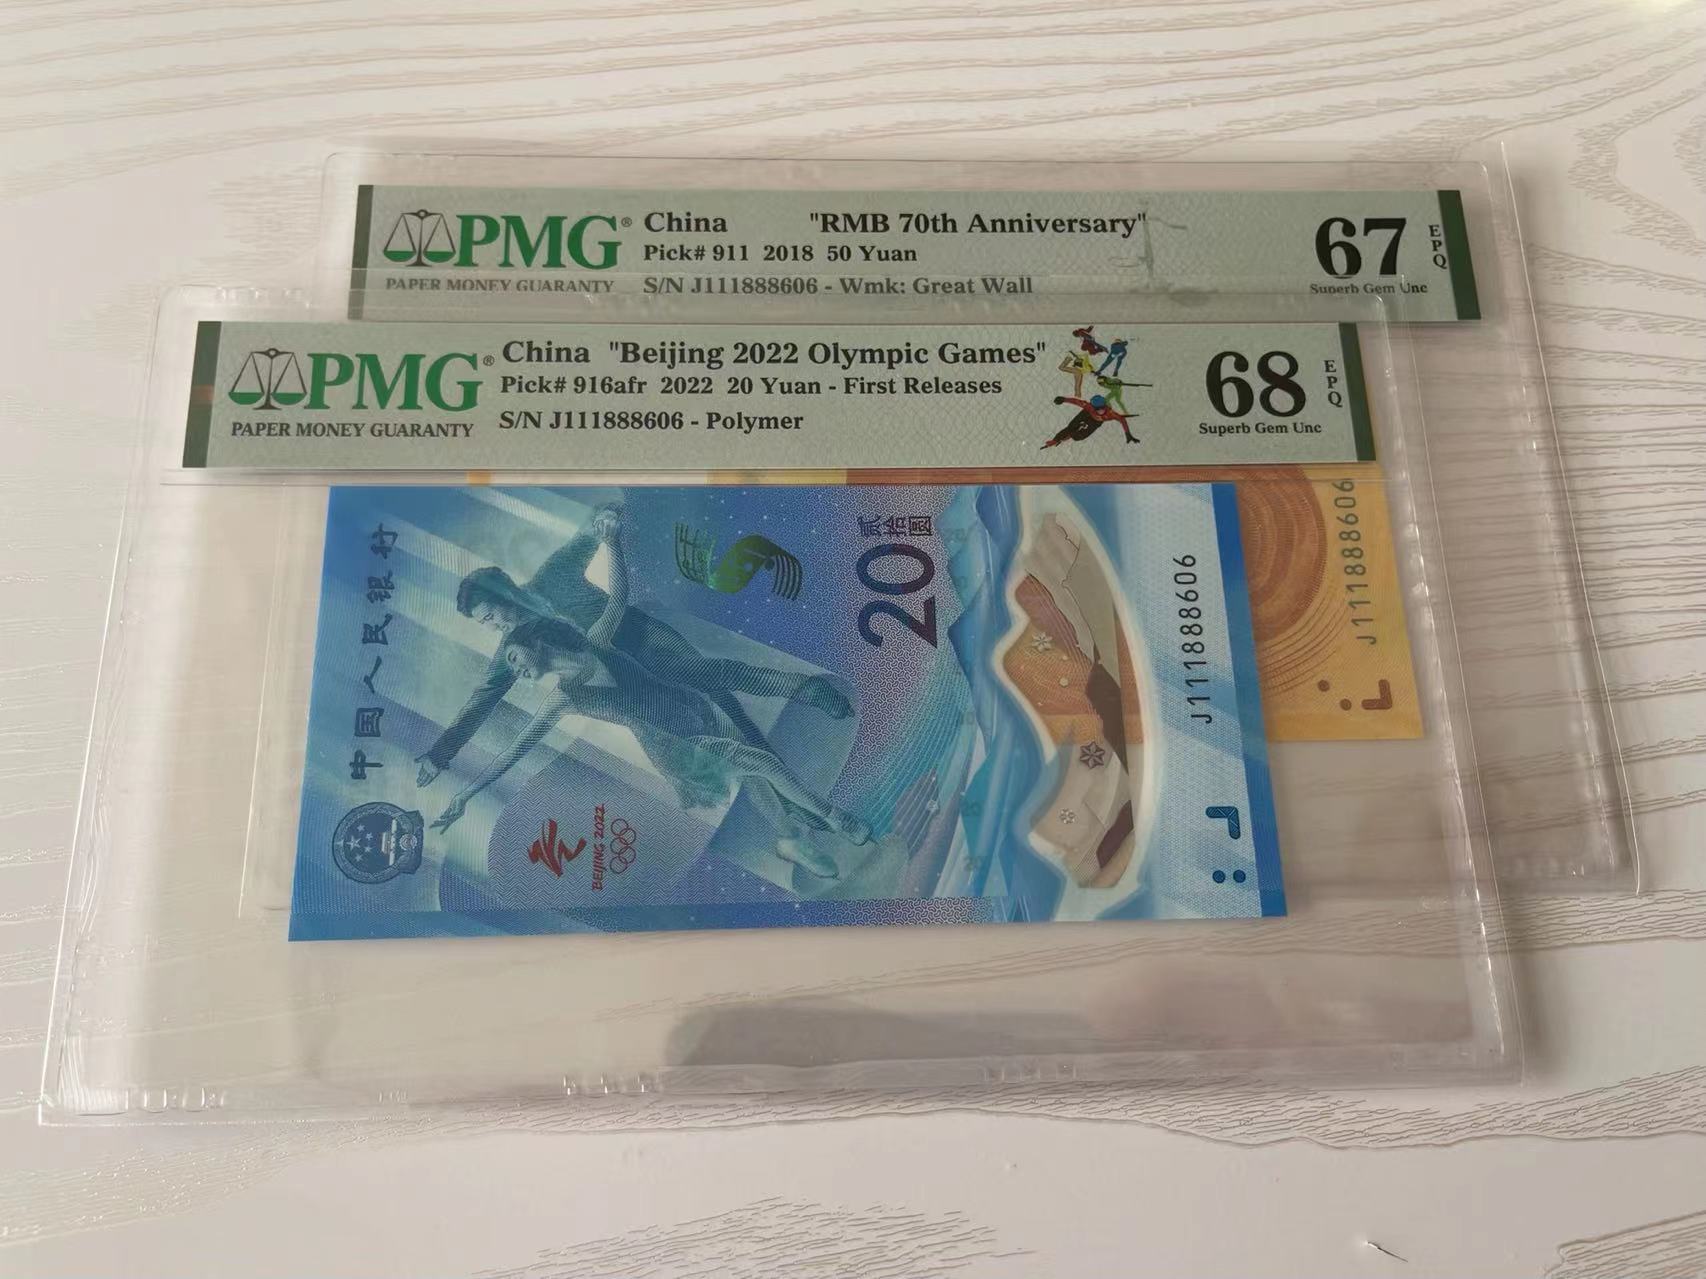 PMG® China "RMB 70th Anniversary" 67 EPQ
Pick# 911 2018 50 Yuan
PAPER MONEY GUARANTY S/N J111888606 - Wmk: Great Wall Superb Gem Unc
PMG® China "Beijing 2022 Olympic Games" 68 EPQ
Pick# 916afr 2022 20 Yuan - First Releases
PAPER MONEY GUARANTY S/N J111888606 - Polymer Superb Gem Unc
中国人民银行
贰拾圆
20
BEIJING 2022
20
J111888606
J111888606